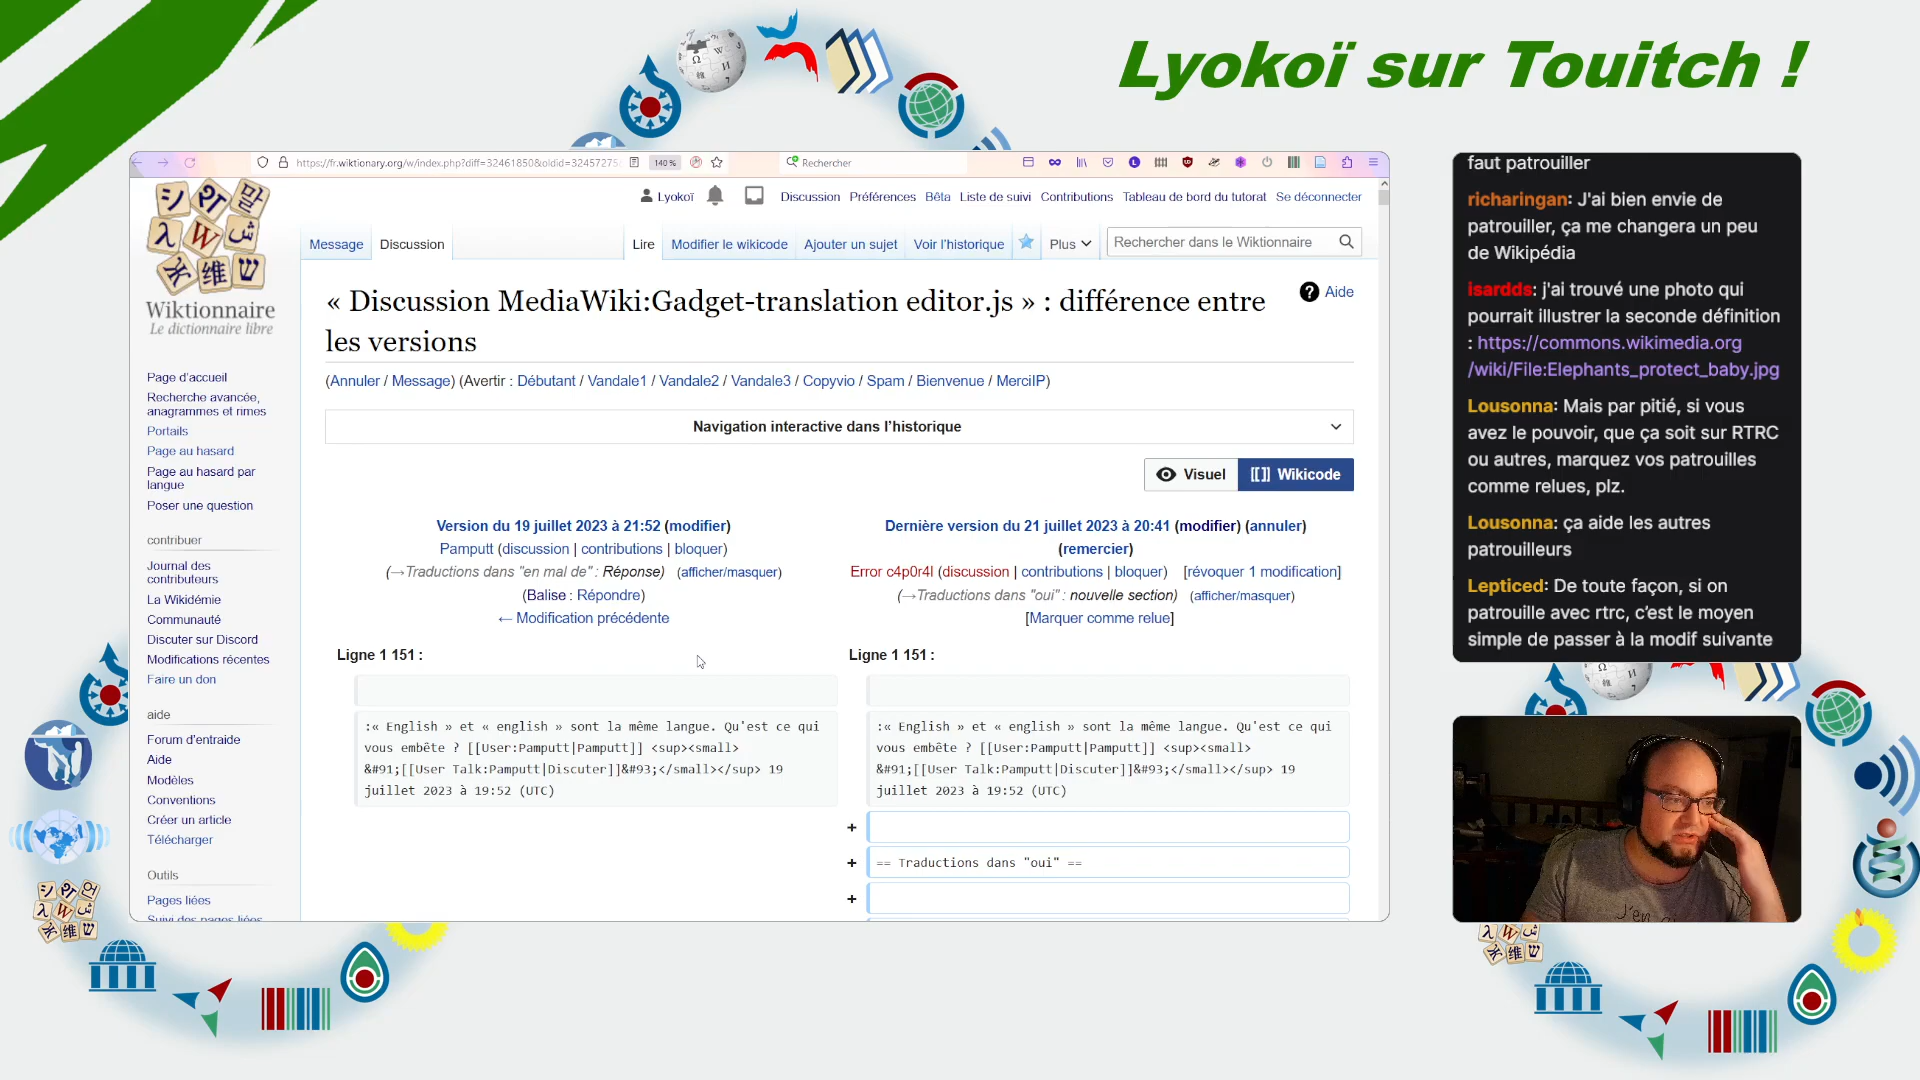 Lyokoï sur Touitch !
https://fr.wiktionary.org/w/index.php?diff=32461850&oldid=32457275
140 %
Rechercher
Lyokoï
Discussion
Préférences
Bêta
Liste de suivi
Contributions
Tableau de bord du tutorat
Se déconnecter
Message
Discussion
Lire
Modifier le wikicode
Ajouter un sujet
Voir l’historique
Plus
Rechercher dans le Wiktionnaire
Wiktionnaire
Le dictionnaire libre
Page d’accueil
Recherche avancée,
anagrammes et rimes
Portails
Page au hasard
Page au hasard par
langue
Poser une question
contribuer
Journal des
contributeurs
La Wikidémie
Communauté
Discuter sur Discord
Modifications récentes
Faire un don
aide
Forum d’entraide
Aide
Modèles
Conventions
Créer un article
Télécharger
Outils
Pages liées
Suivi des pages liées
« Discussion MediaWiki:Gadget-translation editor.js » : différence entre
les versions
Aide
(Annuler / Message) (Avertir : Débutant / Vandale1 / Vandale2 / Vandale3 / Copyvio / Spam / Bienvenue / MerciIP)
Navigation interactive dans l’historique
Visuel
[[]] Wikicode
Version du 19 juillet 2023 à 21:52 (modifier)
Pamputt (discussion | contributions | bloquer)
(→Traductions dans "en mal de" : Réponse) (afficher/masquer)
(Balise : Répondre)
← Modification précédente
Dernière version du 21 juillet 2023 à 20:41 (modifier) (annuler)
(remercier)
Error c4p0r4l (discussion | contributions | bloquer) [révoquer 1 modification]
(→Traductions dans "oui" : nouvelle section) (afficher/masquer)
[Marquer comme relue]
Ligne 1 151 :
:« English » et « english » sont la même langue. Qu'est ce qui
vous embête ? [[User:Pamputt|Pamputt]] <sup><small>
&#91;[[User Talk:Pamputt|Discuter]]&#93;</small></sup> 19
juillet 2023 à 19:52 (UTC)
Ligne 1 151 :
:« English » et « english » sont la même langue. Qu'est ce qui
vous embête ? [[User:Pamputt|Pamputt]] <sup><small>
&#91;[[User Talk:Pamputt|Discuter]]&#93;</small></sup> 19
juillet 2023 à 19:52 (UTC)
+
+ == Traductions dans "oui" ==
+
faut patrouiller
richaringan: J'ai bien envie de
patrouiller, ça me changera un peu
de Wikipédia
isardds: j'ai trouvé une photo qui
pourrait illustrer la seconde définition
: https://commons.wikimedia.org
/wiki/File:Elephants_protect_baby.jpg
Lousonna: Mais par pitié, si vous
avez le pouvoir, que ça soit sur RTRC
ou autres, marquez vos patrouilles
comme relues, plz.
Lousonna: ça aide les autres
patrouilleurs
Lepticed: De toute façon, si on
patrouille avec rtrc, c’est le moyen
simple de passer à la modif suivante